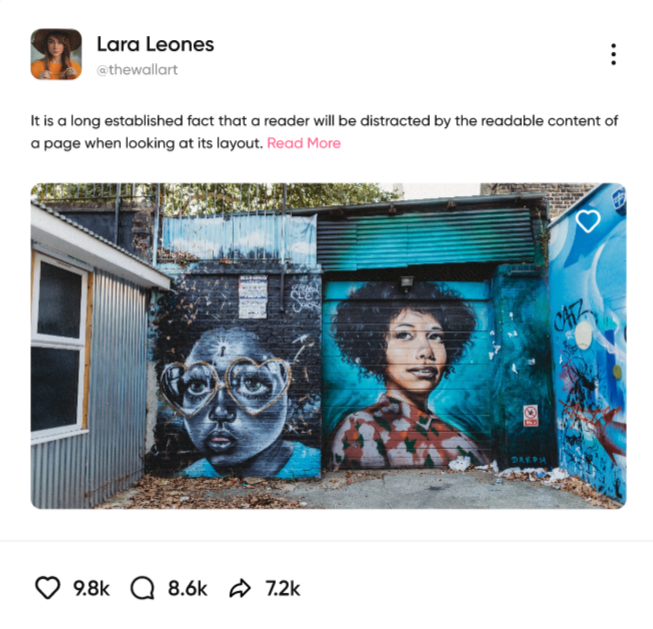 Lara Leones
@thewallart
It is a long established fact that a reader will be distracted by the readable content of
a page when looking at its layout. Read More
DREPH
9.8k 8.6k 7.2k